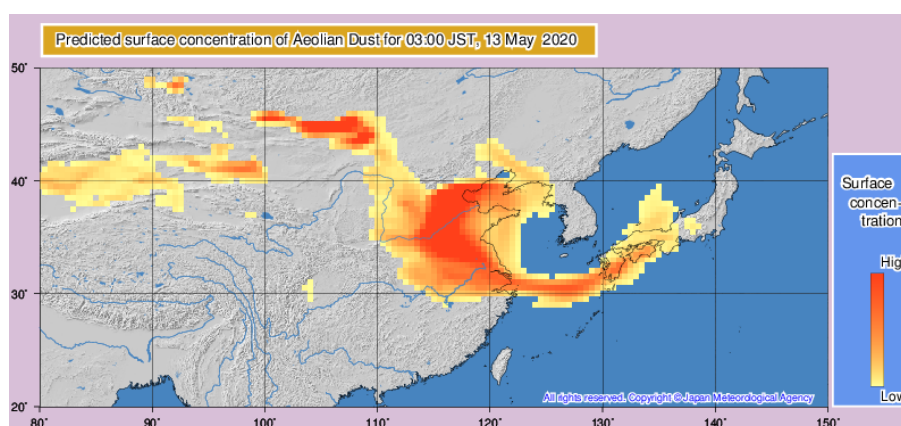 Predicted surface concentration of Aeolian Dust for 03:00 JST, 13 May 2020
50°
40°
30°
20°
80°
90°
100°
110°
120°
130°
140°
150°
All rights reserved. Copyright © Japan Meteorological Agency
Surface
concen-
tration
Hig
Low